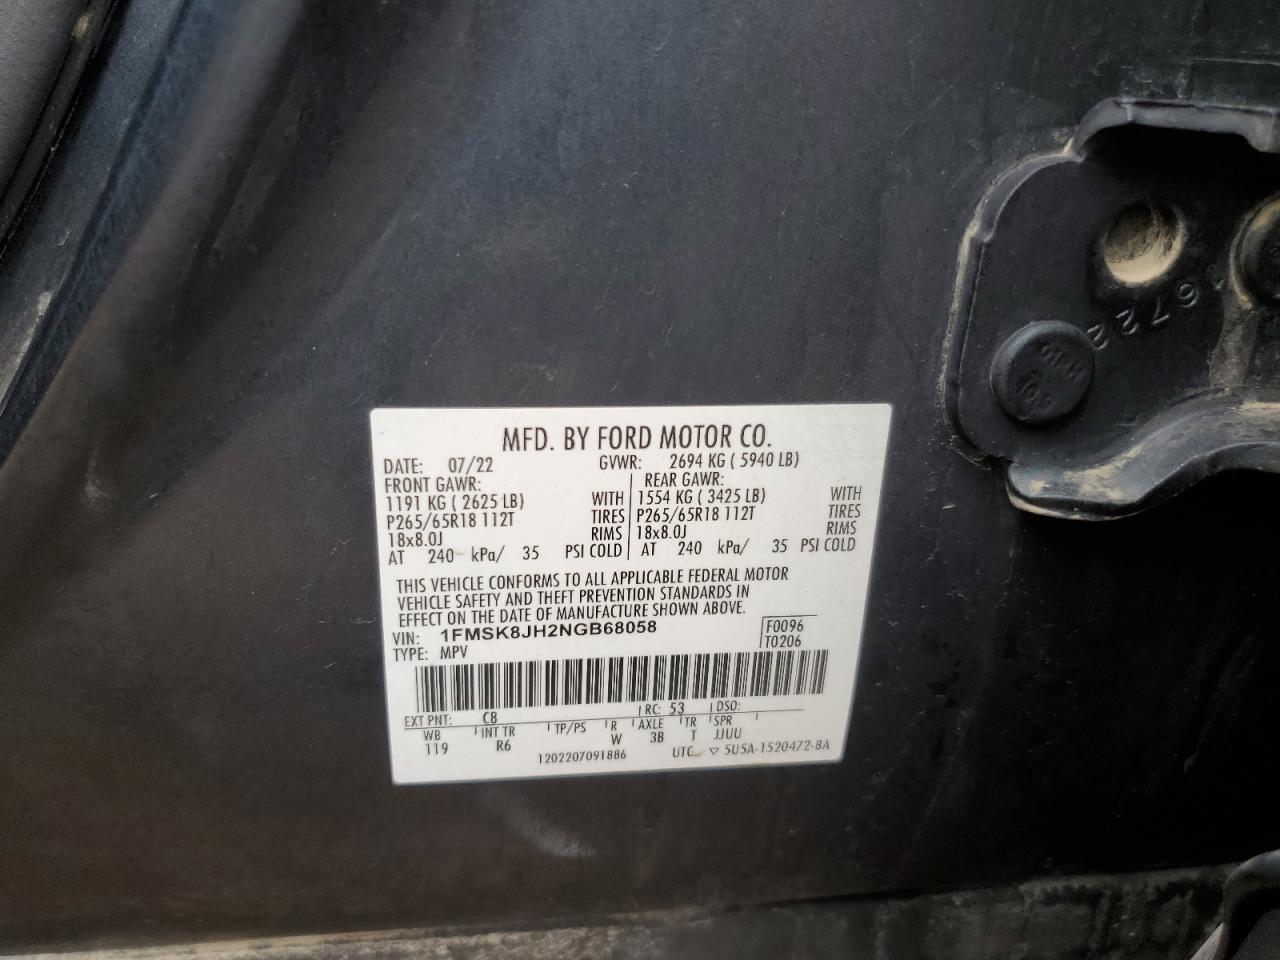 MFD. BY FORD MOTOR CO.
DATE: 07/22 GVWR: 2694 KG ( 5940 LB)
FRONT GAWR: REAR GAWR:
1191 KG ( 2625 LB) WITH 1554 KG ( 3425 LB) WITH
P265/65R18 112T TIRES P265/65R18 112T TIRES
18x8.0J RIMS 18x8.0J RIMS
AT 240 kPa/ 35 PSI COLD AT 240 kPa/ 35 PSI COLD
THIS VEHICLE CONFORMS TO ALL APPLICABLE FEDERAL MOTOR
VEHICLE SAFETY AND THEFT PREVENTION STANDARDS IN
EFFECT ON THE DATE OF MANUFACTURE SHOWN ABOVE.
VIN: 1FMSK8JH2NGB68058 F0096
TYPE: MPV T0206
EXT PNT: C8 RC: 53 DSO:
WB INT TR TP/PS R AXLE TR SPR
119 R6 W 3B T JJUU
1202207091886 UTC ▽ 5U5A-1520472-BA
6722